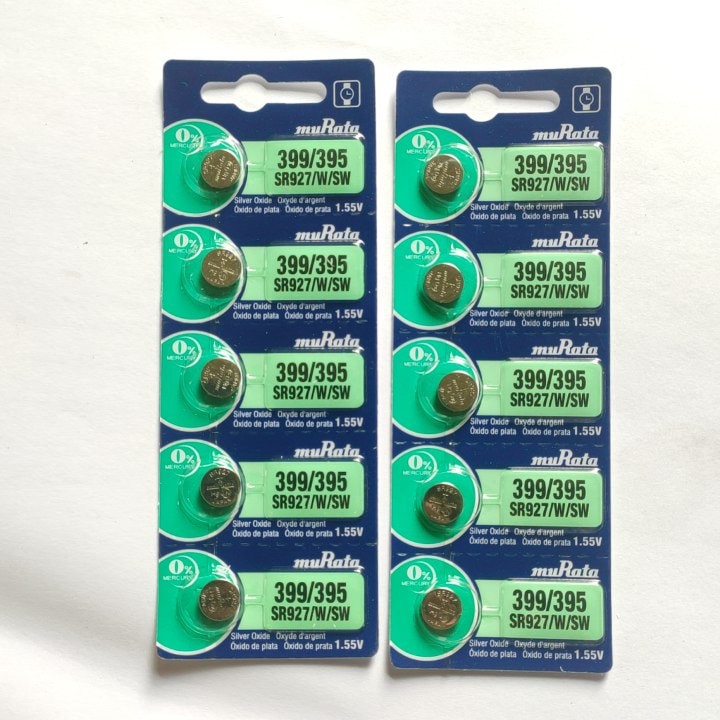 muRata
0%
MERCURY
399/395
SR927/W/SW
Silver Oxide Oxyde d'argent
Óxido de plata Óxido de prata 1.55V
muRata
0%
MERCURY
399/395
SR927/W/SW
Silver Oxide Oxyde d'argent
Óxido de plata Óxido de prata 1.55V
muRata
0%
MERCURY
399/395
SR927/W/SW
Silver Oxide Oxyde d'argent
Óxido de plata Óxido de prata 1.55V
muRata
0%
MERCURY
399/395
SR927/W/SW
Silver Oxide Oxyde d'argent
Óxido de plata Óxido de prata 1.55V
muRata
0%
MERCURY
399/395
SR927/W/SW
Silver Oxide Oxyde d'argent
Óxido de plata Óxido de prata 1.55V
muRata
0%
MERCURY
399/395
SR927/W/SW
Silver Oxide Oxyde d'argent
Óxido de plata Óxido de prata 1.55V
muRata
0%
MERCURY
399/395
SR927/W/SW
Silver Oxide Oxyde d'argent
Óxido de plata Óxido de prata 1.55V
muRata
0%
MERCURY
399/395
SR927/W/SW
Silver Oxide Oxyde d'argent
Óxido de plata Óxido de prata 1.55V
muRata
0%
MERCURY
399/395
SR927/W/SW
Silver Oxide Oxyde d'argent
Óxido de plata Óxido de prata 1.55V
muRata
0%
MERCURY
399/395
SR927/W/SW
Silver Oxide Oxyde d'argent
Óxido de plata Óxido de prata 1.55V